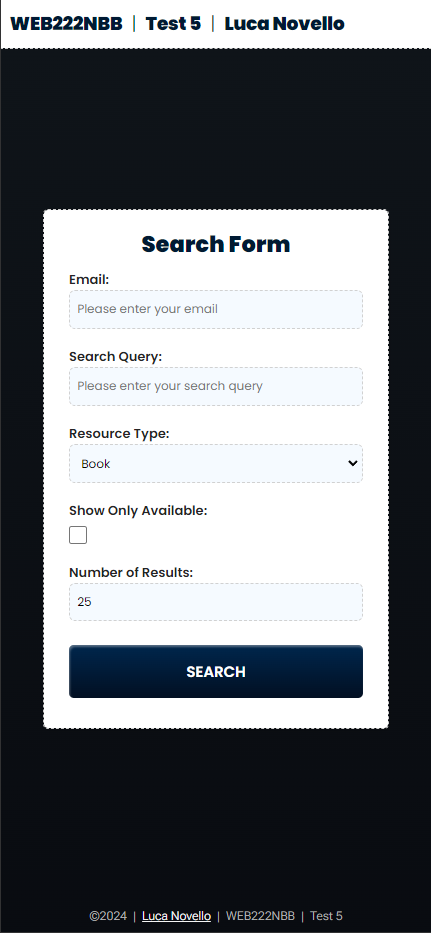 WEB222NBB | Test 5 | Luca Novello
Search Form
Email:
Please enter your email
Search Query:
Please enter your search query
Resource Type:
Book
Show Only Available:
Number of Results:
25
SEARCH
©2024 | Luca Novello | WEB222NBB | Test 5